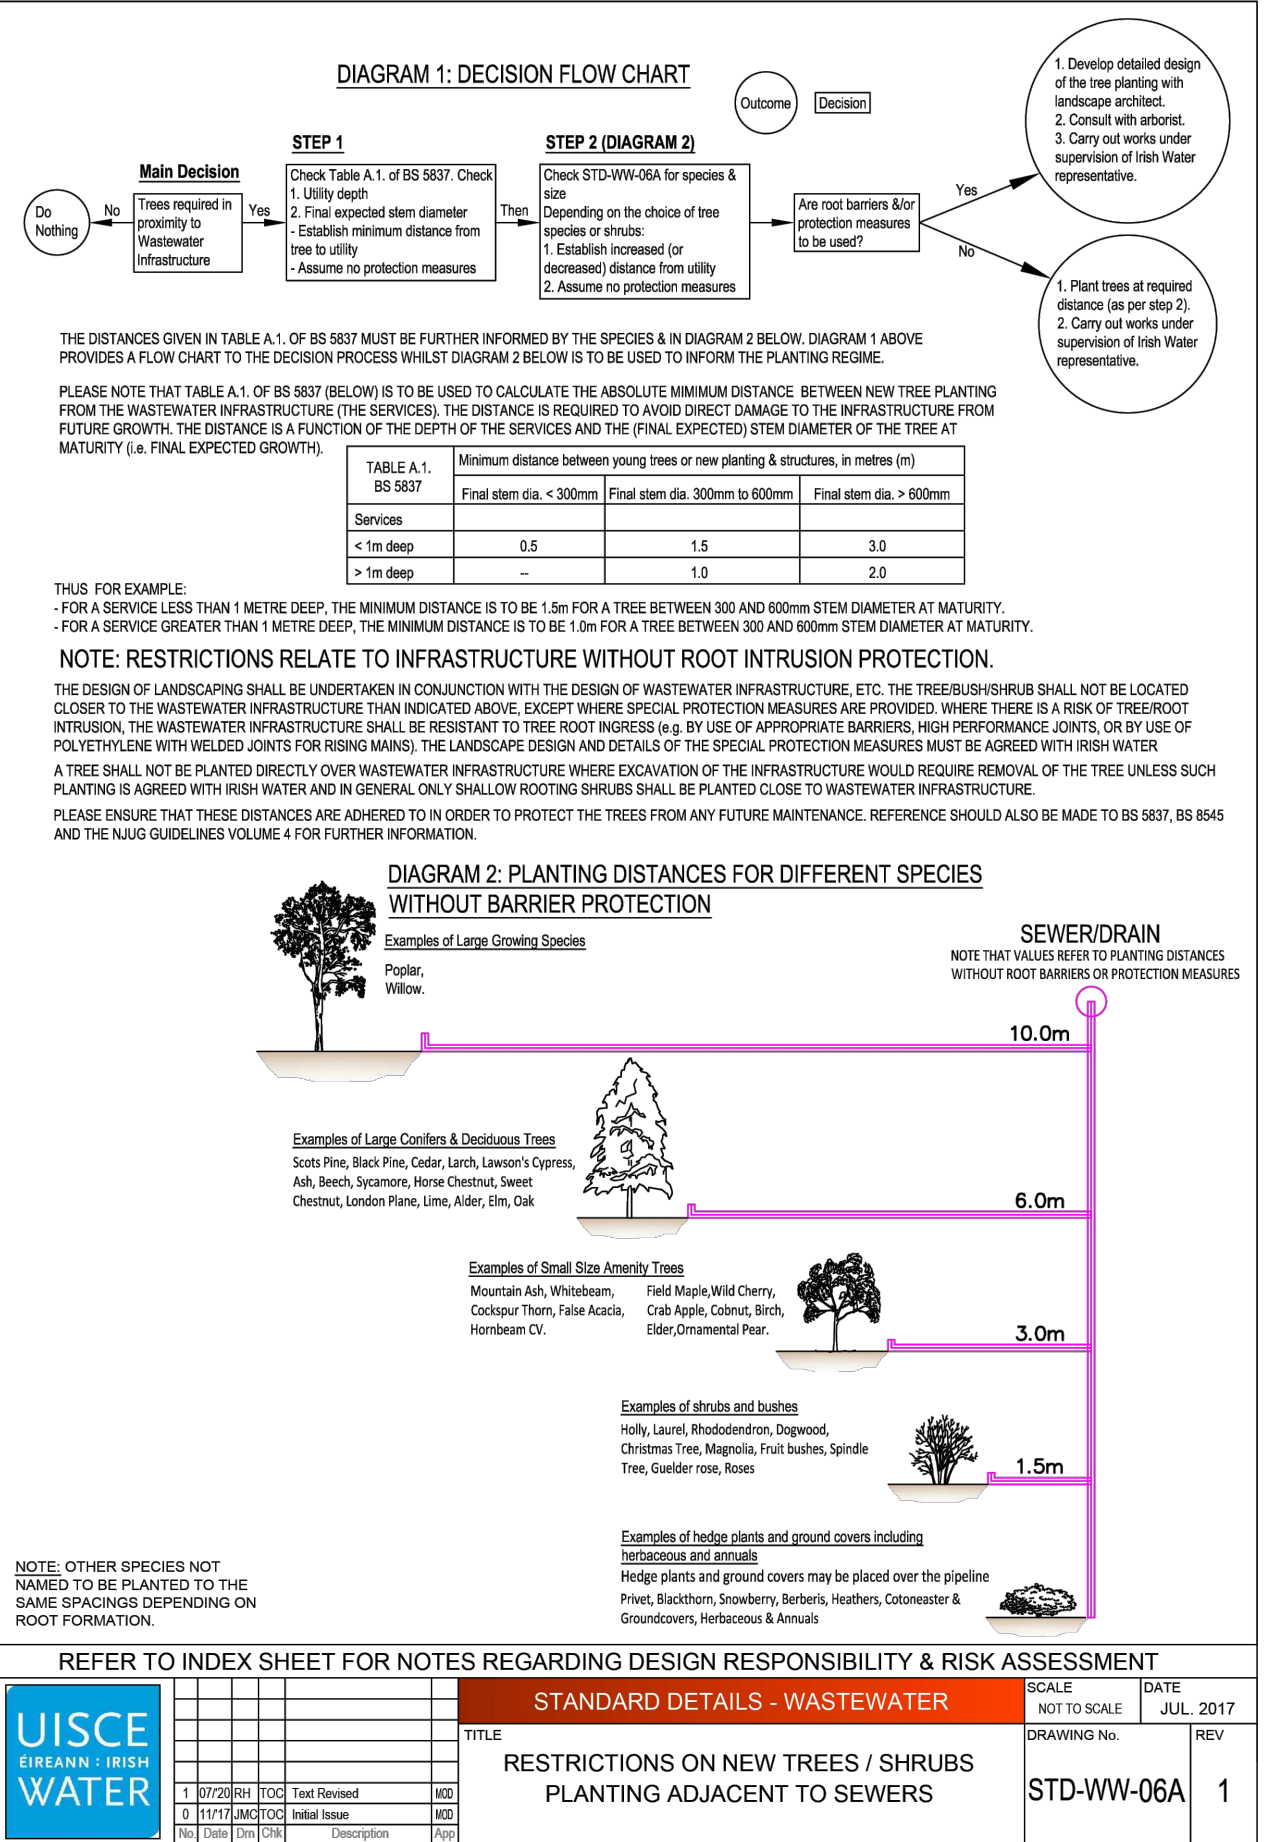 DIAGRAM 1: DECISION FLOW CHART
Outcome
Decision
1. Develop detailed design
of the tree planting with
landscape architect.
2. Consult with arborist.
3. Carry out works under
supervision of Irish Water
representative.
STEP 1
STEP 2 (DIAGRAM 2)
Main Decision
Do
Nothing
No
Trees required in
proximity to
Wastewater
Infrastructure
Yes
Check Table A.1. of BS 5837. Check
1. Utility depth
2. Final expected stem diameter
- Establish minimum distance from
tree to utility
- Assume no protection measures
Then
Check STD-WW-06A for species &
size
Depending on the choice of tree
species or shrubs:
1. Establish increased (or
decreased) distance from utility
2. Assume no protection measures
Are root barriers &/or
protection measures
to be used?
Yes
No
1. Plant trees at required
distance (as per step 2).
2. Carry out works under
supervision of Irish Water
representative.
THE DISTANCES GIVEN IN TABLE A.1. OF BS 5837 MUST BE FURTHER INFORMED BY THE SPECIES & IN DIAGRAM 2 BELOW. DIAGRAM 1 ABOVE
PROVIDES A FLOW CHART TO THE DECISION PROCESS WHILST DIAGRAM 2 BELOW IS TO BE USED TO INFORM THE PLANTING REGIME.
PLEASE NOTE THAT TABLE A.1. OF BS 5837 (BELOW) IS TO BE USED TO CALCULATE THE ABSOLUTE MIMIMUM DISTANCE BETWEEN NEW TREE PLANTING
FROM THE WASTEWATER INFRASTRUCTURE (THE SERVICES). THE DISTANCE IS REQUIRED TO AVOID DIRECT DAMAGE TO THE INFRASTRUCTURE FROM
FUTURE GROWTH. THE DISTANCE IS A FUNCTION OF THE DEPTH OF THE SERVICES AND THE (FINAL EXPECTED) STEM DIAMETER OF THE TREE AT
MATURITY (i.e. FINAL EXPECTED GROWTH).
TABLE A.1.
BS 5837
Minimum distance between young trees or new planting & structures, in metres (m)
Final stem dia. < 300mm Final stem dia. 300mm to 600mm Final stem dia. > 600mm
Services
< 1m deep 0.5 1.5 3.0
> 1m deep -- 1.0 2.0
THUS FOR EXAMPLE:
- FOR A SERVICE LESS THAN 1 METRE DEEP, THE MINIMUM DISTANCE IS TO BE 1.5m FOR A TREE BETWEEN 300 AND 600mm STEM DIAMETER AT MATURITY.
- FOR A SERVICE GREATER THAN 1 METRE DEEP, THE MINIMUM DISTANCE IS TO BE 1.0m FOR A TREE BETWEEN 300 AND 600mm STEM DIAMETER AT MATURITY.
NOTE: RESTRICTIONS RELATE TO INFRASTRUCTURE WITHOUT ROOT INTRUSION PROTECTION.
THE DESIGN OF LANDSCAPING SHALL BE UNDERTAKEN IN CONJUNCTION WITH THE DESIGN OF WASTEWATER INFRASTRUCTURE, ETC. THE TREE/BUSH/SHRUB SHALL NOT BE LOCATED
CLOSER TO THE WASTEWATER INFRASTRUCTURE THAN INDICATED ABOVE, EXCEPT WHERE SPECIAL PROTECTION MEASURES ARE PROVIDED. WHERE THERE IS A RISK OF TREE/ROOT
INTRUSION, THE WASTEWATER INFRASTRUCTURE SHALL BE RESISTANT TO TREE ROOT INGRESS (e.g. BY USE OF APPROPRIATE BARRIERS, HIGH PERFORMANCE JOINTS, OR BY USE OF
POLYETHYLENE WITH WELDED JOINTS FOR RISING MAINS). THE LANDSCAPE DESIGN AND DETAILS OF THE SPECIAL PROTECTION MEASURES MUST BE AGREED WITH IRISH WATER
A TREE SHALL NOT BE PLANTED DIRECTLY OVER WASTEWATER INFRASTRUCTURE WHERE EXCAVATION OF THE INFRASTRUCTURE WOULD REQUIRE REMOVAL OF THE TREE UNLESS SUCH
PLANTING IS AGREED WITH IRISH WATER AND IN GENERAL ONLY SHALLOW ROOTING SHRUBS SHALL BE PLANTED CLOSE TO WASTEWATER INFRASTRUCTURE.
PLEASE ENSURE THAT THESE DISTANCES ARE ADHERED TO IN ORDER TO PROTECT THE TREES FROM ANY FUTURE MAINTENANCE. REFERENCE SHOULD ALSO BE MADE TO BS 5837, BS 8545
AND THE NJUG GUIDELINES VOLUME 4 FOR FURTHER INFORMATION.
DIAGRAM 2: PLANTING DISTANCES FOR DIFFERENT SPECIES
WITHOUT BARRIER PROTECTION
Examples of Large Growing Species
Poplar,
Willow.
SEWER/DRAIN
NOTE THAT VALUES REFER TO PLANTING DISTANCES
WITHOUT ROOT BARRIERS OR PROTECTION MEASURES
10.0m
Examples of Large Conifers & Deciduous Trees
Scots Pine, Black Pine, Cedar, Larch, Lawson's Cypress,
Ash, Beech, Sycamore, Horse Chestnut, Sweet
Chestnut, London Plane, Lime, Alder, Elm, Oak
6.0m
Examples of Small SIze Amenity Trees
Mountain Ash, Whitebeam,
Cockspur Thorn, False Acacia,
Hornbeam CV.
Field Maple,Wild Cherry,
Crab Apple, Cobnut, Birch,
Elder,Ornamental Pear.
3.0m
Examples of shrubs and bushes
Holly, Laurel, Rhododendron, Dogwood,
Christmas Tree, Magnolia, Fruit bushes, Spindle
Tree, Guelder rose, Roses
1.5m
Examples of hedge plants and ground covers including
herbaceous and annuals
Hedge plants and ground covers may be placed over the pipeline
Privet, Blackthorn, Snowberry, Berberis, Heathers, Cotoneaster &
Groundcovers, Herbaceous & Annuals
NOTE: OTHER SPECIES NOT
NAMED TO BE PLANTED TO THE
SAME SPACINGS DEPENDING ON
ROOT FORMATION.
REFER TO INDEX SHEET FOR NOTES REGARDING DESIGN RESPONSIBILITY & RISK ASSESSMENT
UISCE
ÉIREANN : IRISH
WATER
1 07/'20 RH TOC Text Revised MOD
0 11/'17 JMC TOC Initial Issue MOD
No. Date Drn Chk Description App
STANDARD DETAILS - WASTEWATER
TITLE
RESTRICTIONS ON NEW TREES / SHRUBS
PLANTING ADJACENT TO SEWERS
SCALE
NOT TO SCALE
DATE
JUL. 2017
DRAWING No.
STD-WW-06A
REV
1